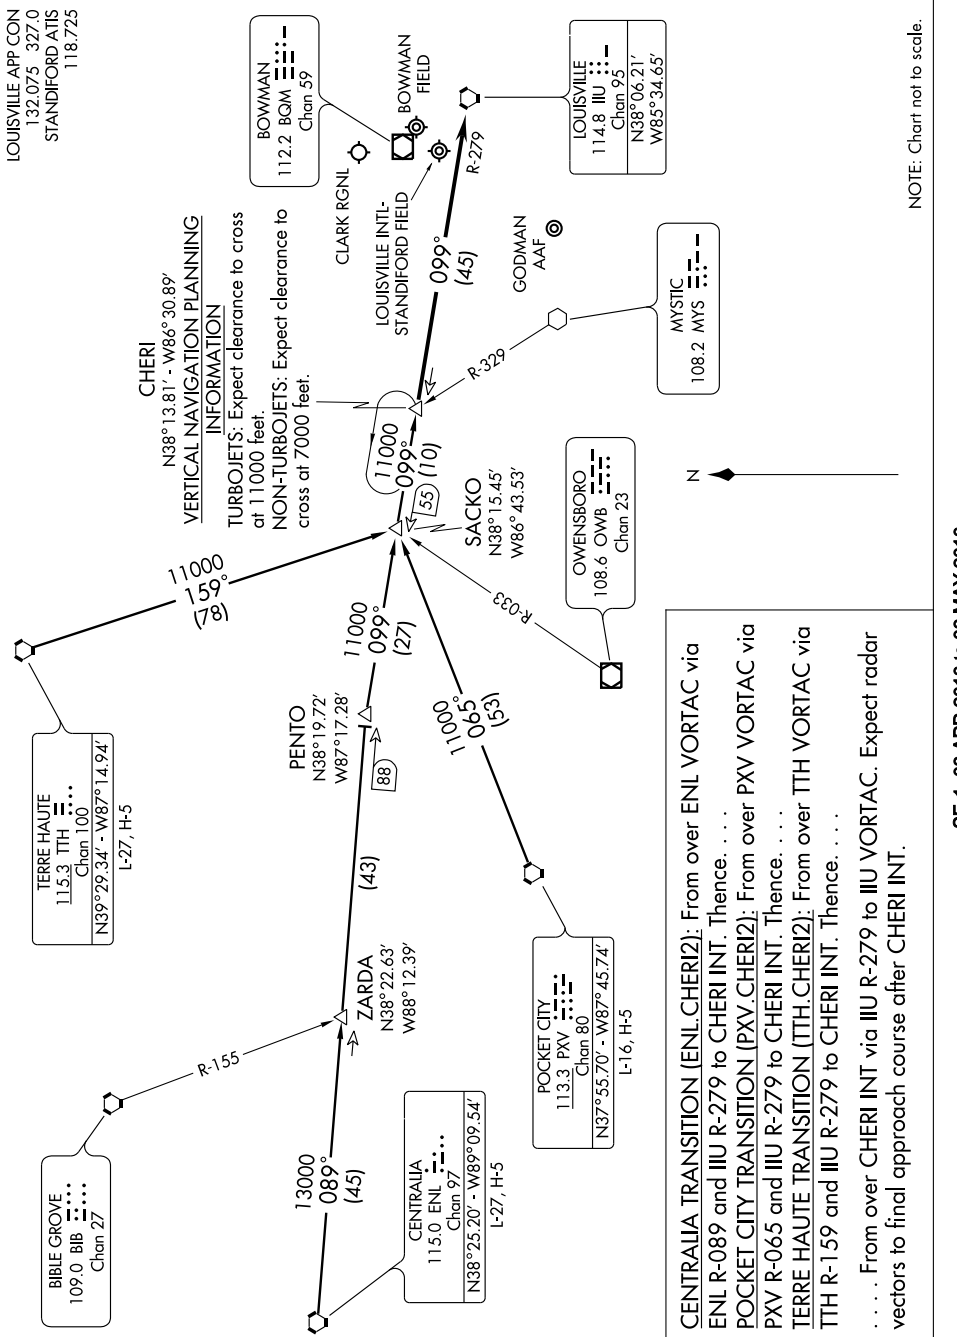 LOUISVILLE APP CON
132.075 327.0
STANDIFORD ATIS
118.725
CHERI
N38°13.81' - W86°30.89'
VERTICAL NAVIGATION PLANNING
INFORMATION
TURBOJETS: Expect clearance to cross
at 11000 feet.
NON-TURBOJETS: Expect clearance to
cross at 7000 feet.
BOWMAN
112.2 BQM
Chan 59
CLARK RGNL
BOWMAN
FIELD
LOUISVILLE INTL-
STANDIFORD FIELD
R-279
099°
(45)
LOUISVILLE
114.8 IIU
Chan 95
N38°06.21'
W85°34.65'
GODMAN
AAF
MYSTIC
108.2 MYS
R-329
11000
099°
(10)
55
SACKO
N38°15.45'
W86°43.53'
TERRE HAUTE
115.3 TTH
Chan 100
N39°29.34' - W87°14.94'
L-27, H-5
11000
159°
(78)
PENTO
N38°19.72'
W87°17.28'
11000
099°
(27)
88
(43)
11000
065°
(53)
R-033
OWENSBORO
108.6 OWB
Chan 23
BIBLE GROVE
109.0 BIB
Chan 27
R-155
ZARDA
N38°22.63'
W88°12.39'
13000
089°
(45)
CENTRALIA
115.0 ENL
Chan 97
N38°25.20' - W89°09.54'
L-27, H-5
POCKET CITY
113.3 PXV
Chan 80
N37°55.70' - W87°45.74'
L-16, H-5
N
NOTE: Chart not to scale.
CENTRALIA TRANSITION (ENL.CHERI2): From over ENL VORTAC via
ENL R-089 and IIU R-279 to CHERI INT. Thence. . . .
POCKET CITY TRANSITION (PXV.CHERI2): From over PXV VORTAC via
PXV R-065 and IIU R-279 to CHERI INT. Thence. . . .
TERRE HAUTE TRANSITION (TTH.CHERI2): From over TTH VORTAC via
TTH R-159 and IIU R-279 to CHERI INT. Thence. . . .
. . . . From over CHERI INT via IIU R-279 to IIU VORTAC. Expect radar
vectors to final approach course after CHERI INT.